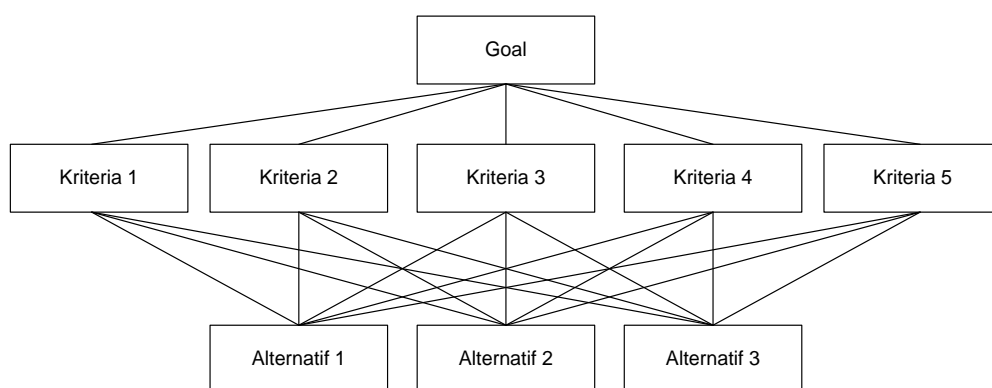 Goal
Kriteria 1
Kriteria 2
Kriteria 3
Kriteria 4
Kriteria 5
Alternatif 1
Alternatif 2
Alternatif 3